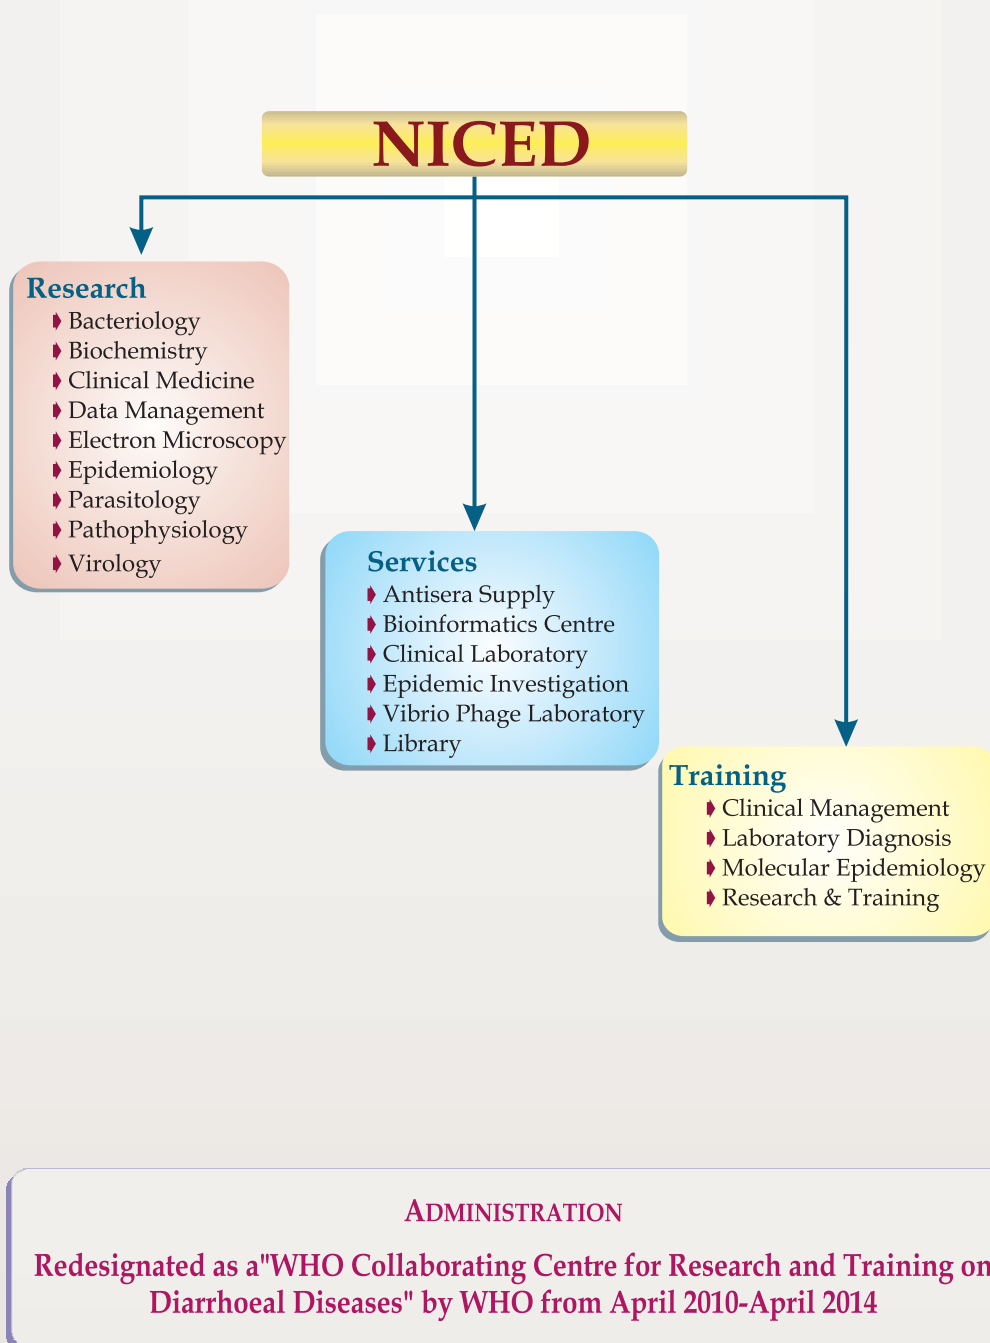 NICED
Research
Bacteriology
Biochemistry
Clinical Medicine
Data Management
Electron Microscopy
Epidemiology
Parasitology
Pathophysiology
Virology
Services
Antisera Supply
Bioinformatics Centre
Clinical Laboratory
Epidemic Investigation
Vibrio Phage Laboratory
Library
Training
Clinical Management
Laboratory Diagnosis
Molecular Epidemiology
Research & Training
ADMINISTRATION
Redesignated as a"WHO Collaborating Centre for Research and Training on
Diarrhoeal Diseases" by WHO from April 2010-April 2014